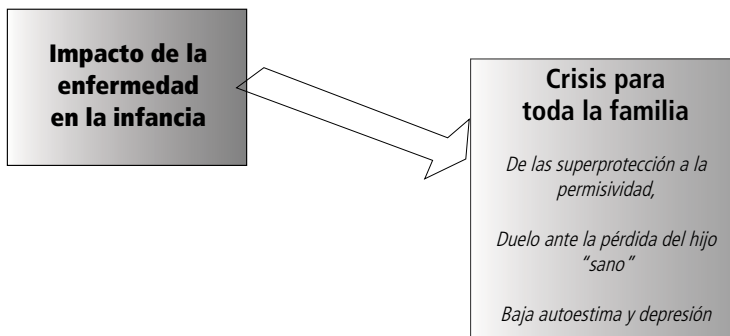 Impacto de la
enfermedad
en la infancia
Crisis para
toda la familia
De las superprotección a la
permisividad,
Duelo ante la pérdida del hijo
“sano”
Baja autoestima y depresión